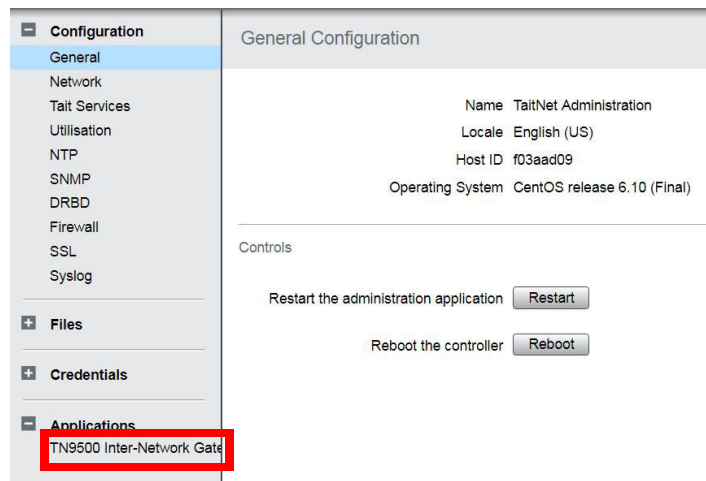 Configuration
General
Network
Tait Services
Utilisation
NTP
SNMP
DRBD
Firewall
SSL
Syslog
Files
Credentials
Applications
TN9500 Inter-Network Gate
General Configuration
Name TaitNet Administration
Locale English (US)
Host ID f03aad09
Operating System CentOS release 6.10 (Final)
Controls
Restart the administration application Restart
Reboot the controller Reboot